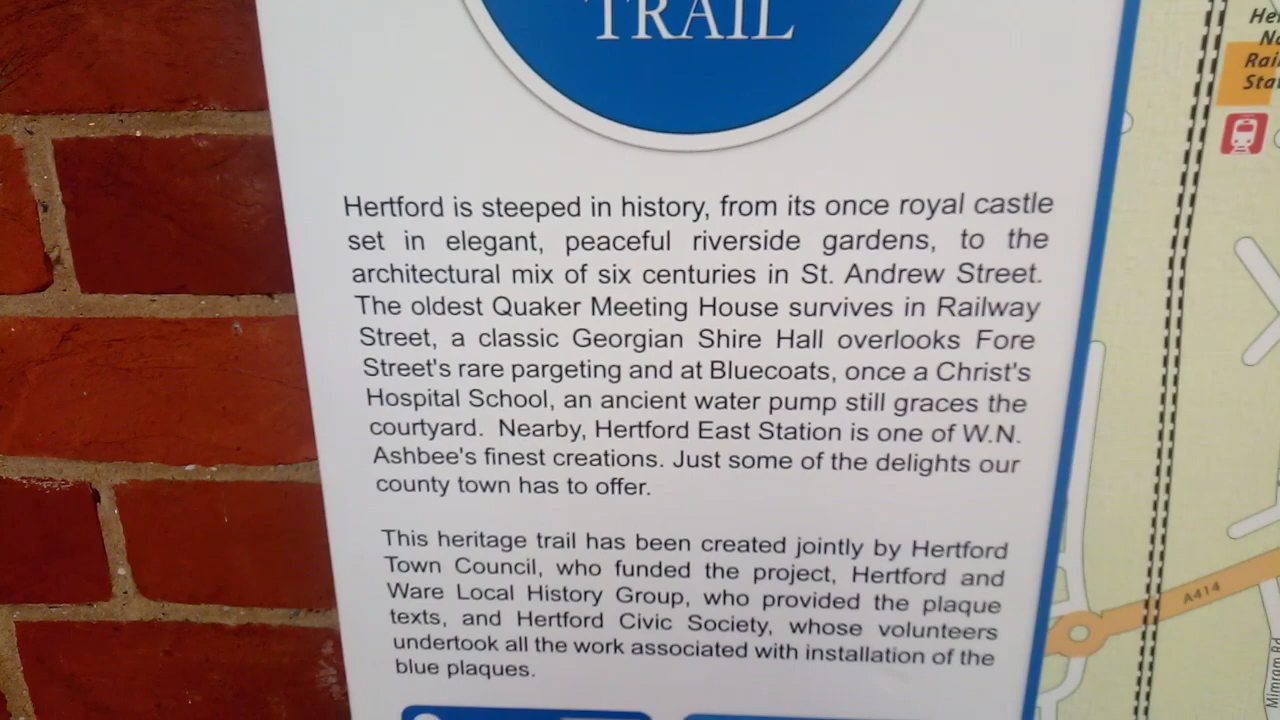 TRAIL
Hertford is steeped in history, from its once royal castle
set in elegant, peaceful riverside gardens, to the
architectural mix of six centuries in St. Andrew Street.
The oldest Quaker Meeting House survives in Railway
Street, a classic Georgian Shire Hall overlooks Fore
Street's rare pargeting and at Bluecoats, once a Christ's
Hospital School, an ancient water pump still graces the
courtyard. Nearby, Hertford East Station is one of W.N.
Ashbee's finest creations. Just some of the delights our
county town has to offer.
This heritage trail has been created jointly by Hertford
Town Council, who funded the project, Hertford and
Ware Local History Group, who provided the plaque
texts, and Hertford Civic Society, whose volunteers
undertook all the work associated with installation of the
blue plaques.
A414
Mimram